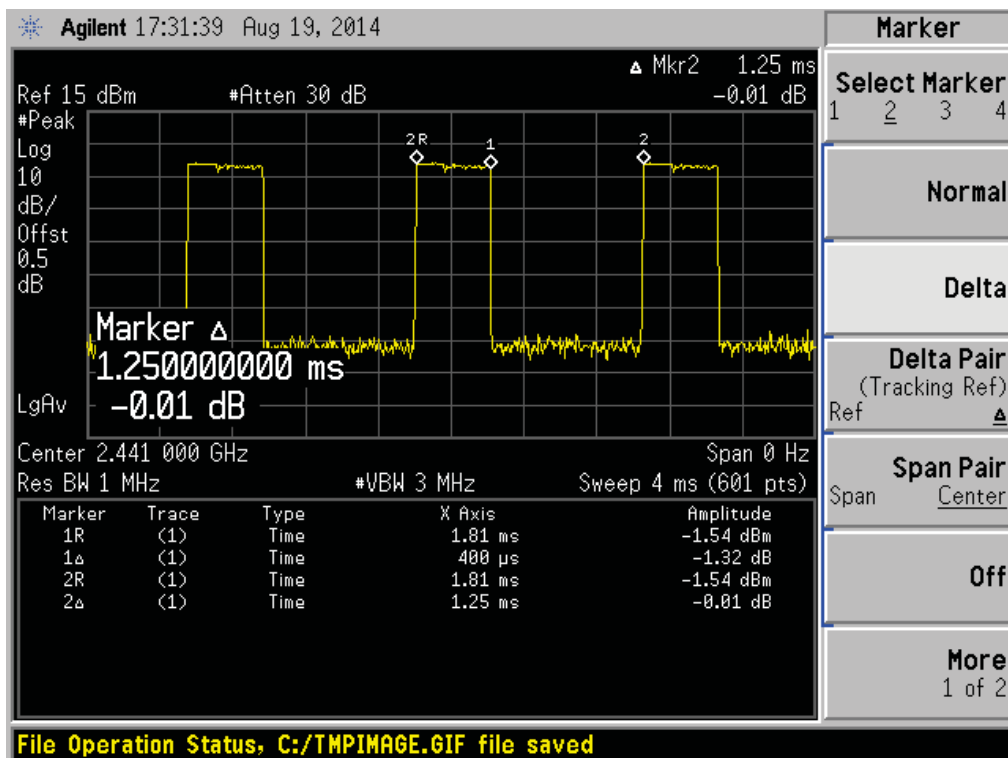 Agilent 17:31:39 Aug 19, 2014
Δ Mkr2 1.25 ms
Ref 15 dBm #Atten 30 dB -0.01 dB
#Peak
Log
10
dB/
Offst
0.5
dB
2R 1 2
Marker Δ
1.250000000 ms
-0.01 dB
LgAv
Center 2.441 000 GHz Span 0 Hz
Res BW 1 MHz #VBW 3 MHz Sweep 4 ms (601 pts)
Marker Trace Type X Axis Amplitude
1R (1) Time 1.81 ms -1.54 dBm
1Δ (1) Time 400 µs -1.32 dB
2R (1) Time 1.81 ms -1.54 dBm
2Δ (1) Time 1.25 ms -0.01 dB
File Operation Status, C:/TMPIMAGE.GIF file saved
Marker
Select Marker
1 2 3 4
Normal
Delta
Delta Pair
(Tracking Ref)
Ref Δ
Span Pair
Span Center
Off
More
1 of 2